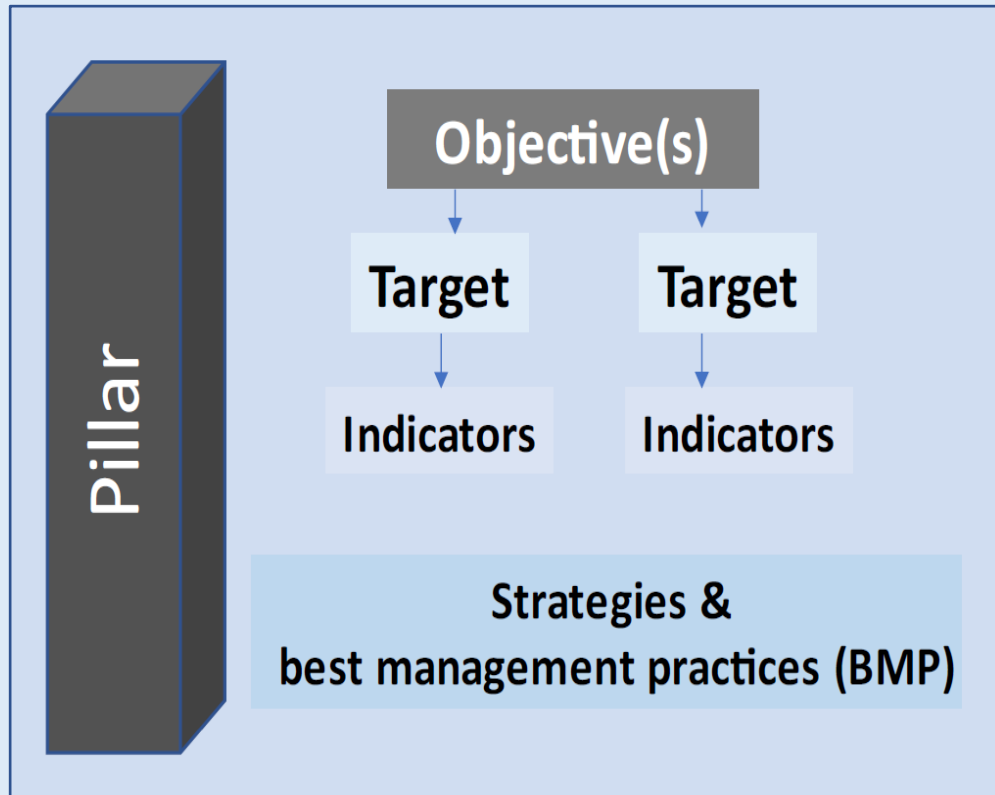 Pillar
Objective(s)
Target
Target
Indicators
Indicators
Strategies &
best management practices (BMP)